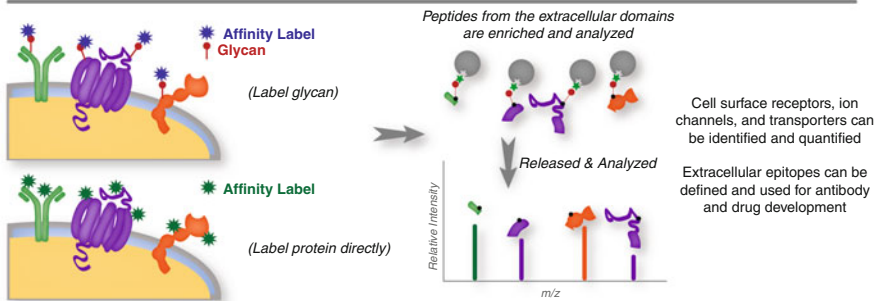 Affinity Label
Glycan
(Label glycan)
Affinity Label
(Label protein directly)
Peptides from the extracellular domains
are enriched and analyzed
Released & Analyzed
Relative Intensity
m/z
Cell surface receptors, ion
channels, and transporters can
be identified and quantified
Extracellular epitopes can be
defined and used for antibody
and drug development